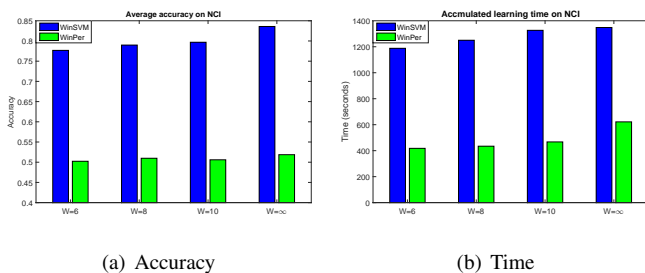 Average accuracy on NCI
0.85
0.8
0.75
0.7
0.65
0.6
0.55
0.5
0.45
0.4
Accuracy
WinSVM
WinPer
W=6
W=8
W=10
W=∞
(a) Accuracy
Accmulated learning time on NCI
1400
1200
1000
800
600
400
200
0
Time (seconds)
WinSVM
WinPer
W=6
W=8
W=10
W=∞
(b) Time